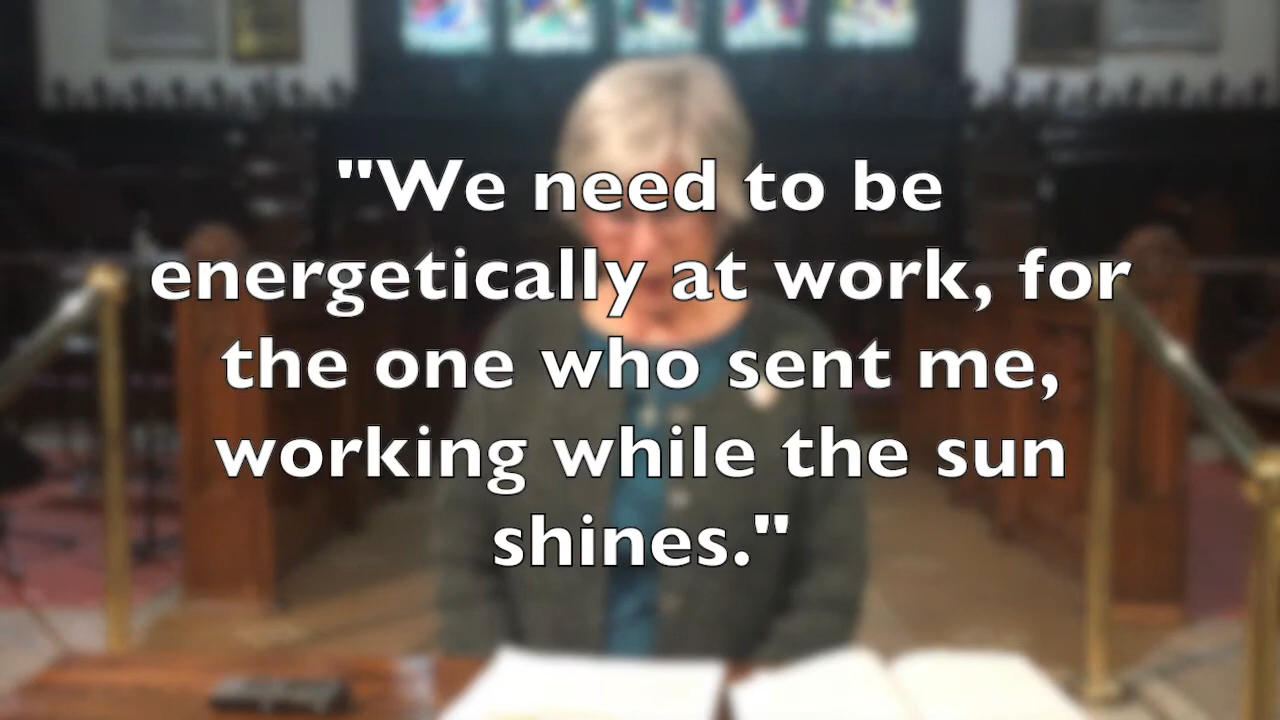 "We need to be
energetically at work, for
the one who sent me,
working while the sun
shines."